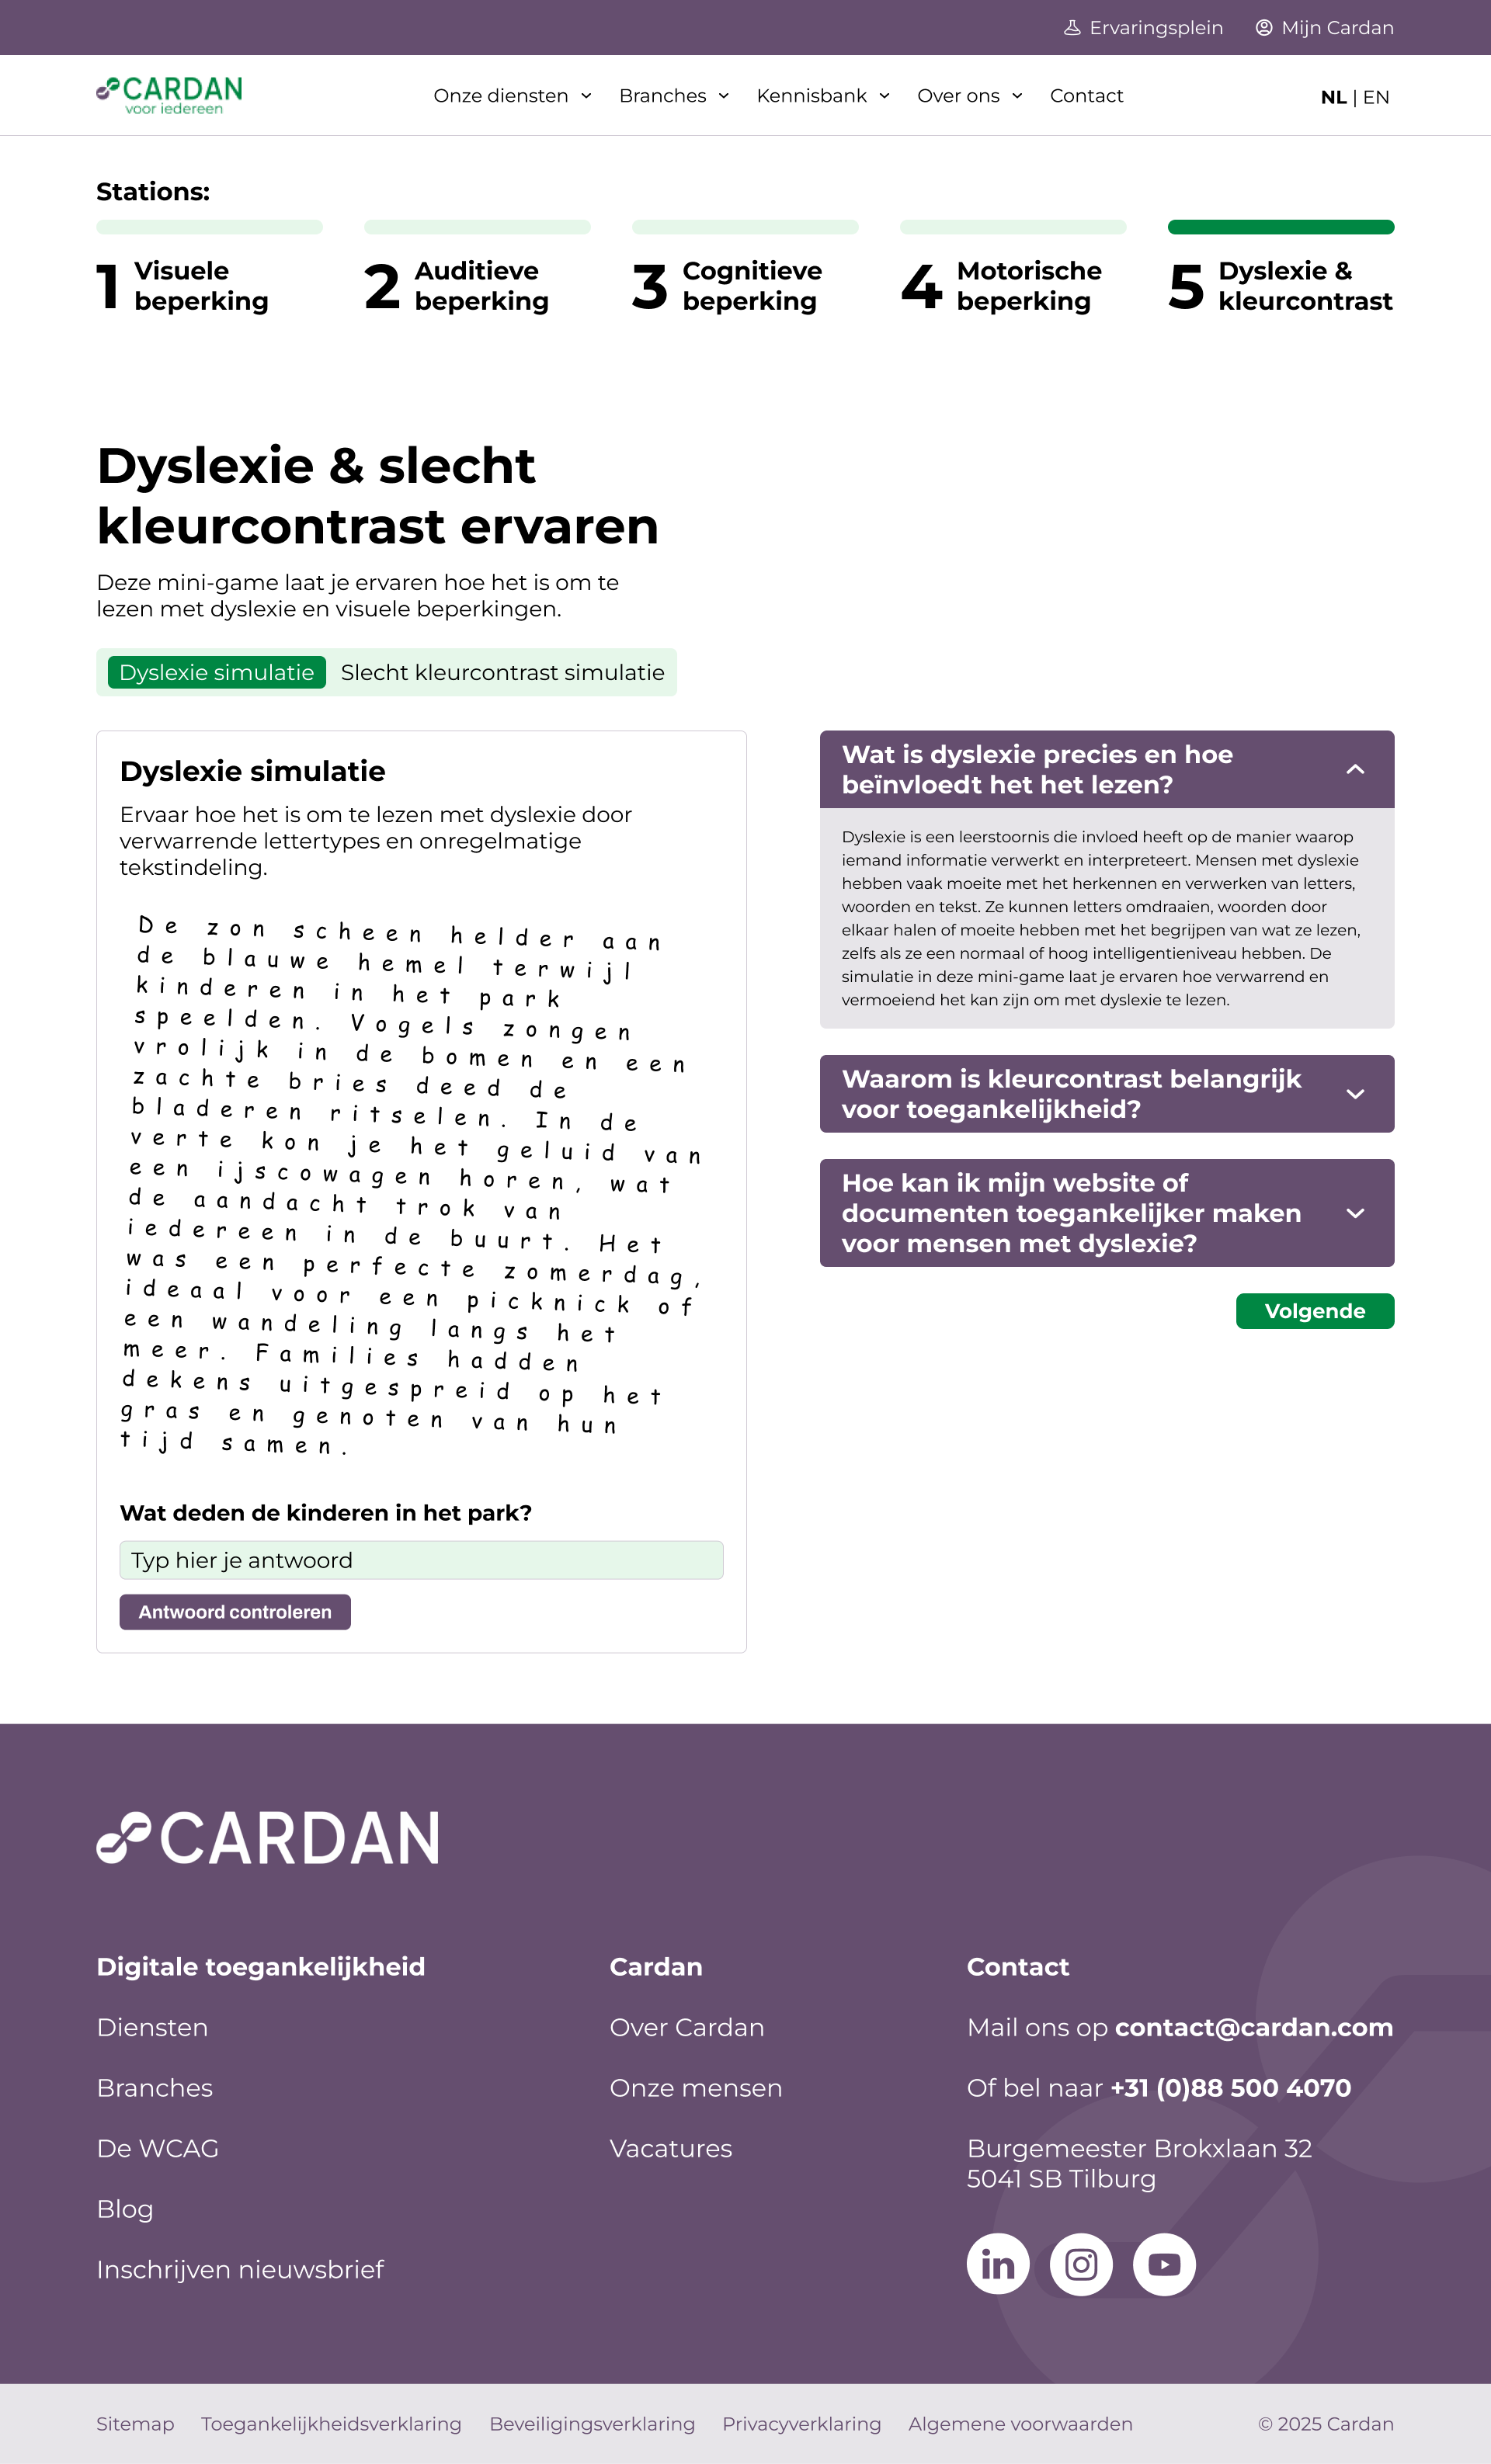 Ervaringsplein Mijn Cardan
CARDAN
voor iedereen
Onze diensten Branches Kennisbank Over ons Contact
NL | EN
Stations:
1 Visuele
beperking
2 Auditieve
beperking
3 Cognitieve
beperking
4 Motorische
beperking
5 Dyslexie &
kleurcontrast
Dyslexie & slecht
kleurcontrast ervaren
Deze mini-game laat je ervaren hoe het is om te
lezen met dyslexie en visuele beperkingen.
Dyslexie simulatie Slecht kleurcontrast simulatie
Dyslexie simulatie
Ervaar hoe het is om te lezen met dyslexie door
verwarrende lettertypes en onregelmatige
tekstindeling.
De zon scheen helder aan
de blauwe hemel terwijl
kinderen in het park
speelden. Vogels zongen
vrolijk in de bomen en een
zachte bries deed de
bladeren ritselen. In de
verte kon je het geluid van
een ijscowagen horen, wat
de aandacht trok van
iedereen in de buurt. Het
was een perfecte zomerdag,
ideaal voor een picknick of
een wandeling langs het
meer. Families hadden
dekens uitgespreid op het
gras en genoten van hun
tijd samen.
Wat deden de kinderen in het park?
Typ hier je antwoord
Antwoord controleren
Wat is dyslexie precies en hoe
beïnvloedt het het lezen?
Dyslexie is een leerstoornis die invloed heeft op de manier waarop
iemand informatie verwerkt en interpreteert. Mensen met dyslexie
hebben vaak moeite met het herkennen en verwerken van letters,
woorden en tekst. Ze kunnen letters omdraaien, woorden door
elkaar halen of moeite hebben met het begrijpen van wat ze lezen,
zelfs als ze een normaal of hoog intelligentieniveau hebben. De
simulatie in deze mini-game laat je ervaren hoe verwarrend en
vermoeiend het kan zijn om met dyslexie te lezen.
Waarom is kleurcontrast belangrijk
voor toegankelijkheid?
Hoe kan ik mijn website of
documenten toegankelijker maken
voor mensen met dyslexie?
Volgende
CARDAN
Digitale toegankelijkheid
Diensten
Branches
De WCAG
Blog
Inschrijven nieuwsbrief
Cardan
Over Cardan
Onze mensen
Vacatures
Contact
Mail ons op contact@cardan.com
Of bel naar +31 (0)88 500 4070
Burgemeester Brokxlaan 32
5041 SB Tilburg
in
Sitemap Toegankelijkheidsverklaring Beveiligingsverklaring Privacyverklaring Algemene voorwaarden © 2025 Cardan